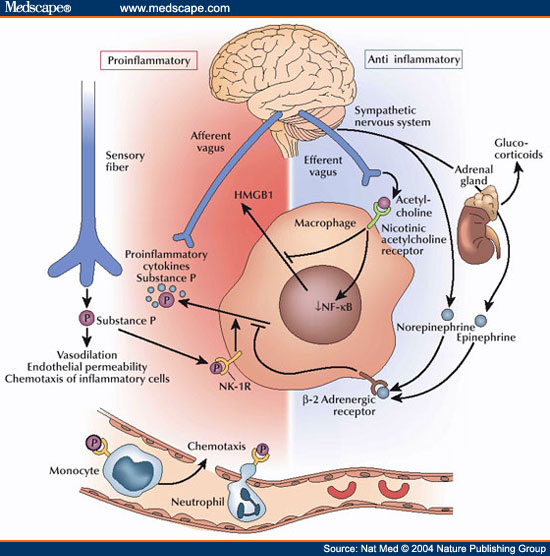 Medscape® www.medscape.com
Proinflammatory
Anti inflammatory
Sympathetic
nervous system
Afferent
vagus
Efferent
vagus
Gluco-
corticoids
Adrenal
gland
Sensory
fiber
HMGB1
Acetyl-
choline
Macrophage
Nicotinic
acetylcholine
receptor
Proinflammatory
cytokines
Substance P
P
↓NF-κB
P Substance P
Norepinephrine
Epinephrine
Vasodilation
Endothelial permeability
Chemotaxis of inflammatory cells
P
NK-1R
β-2 Adrenergic
receptor
P
Chemotaxis
P
Monocyte
Neutrophil
Source: Nat Med © 2004 Nature Publishing Group